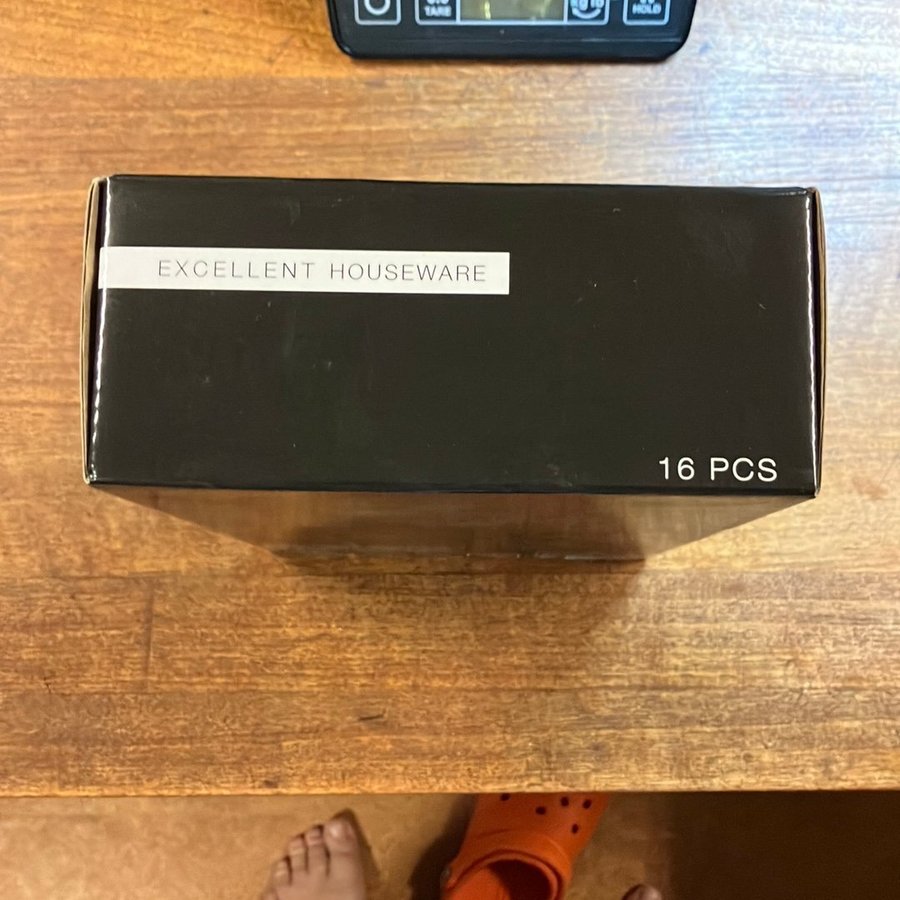 TARE
HOLD
EXCELLENT HOUSEWARE
16 PCS